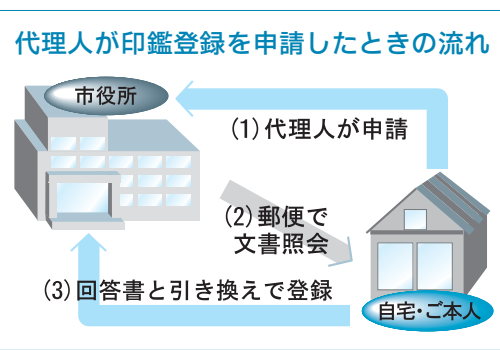 代理人が印鑑登録を申請したときの流れ
市役所
(1)代理人が申請
(2)郵便で
文書照会
(3)回答書と引き換えで登録
自宅・ご本人